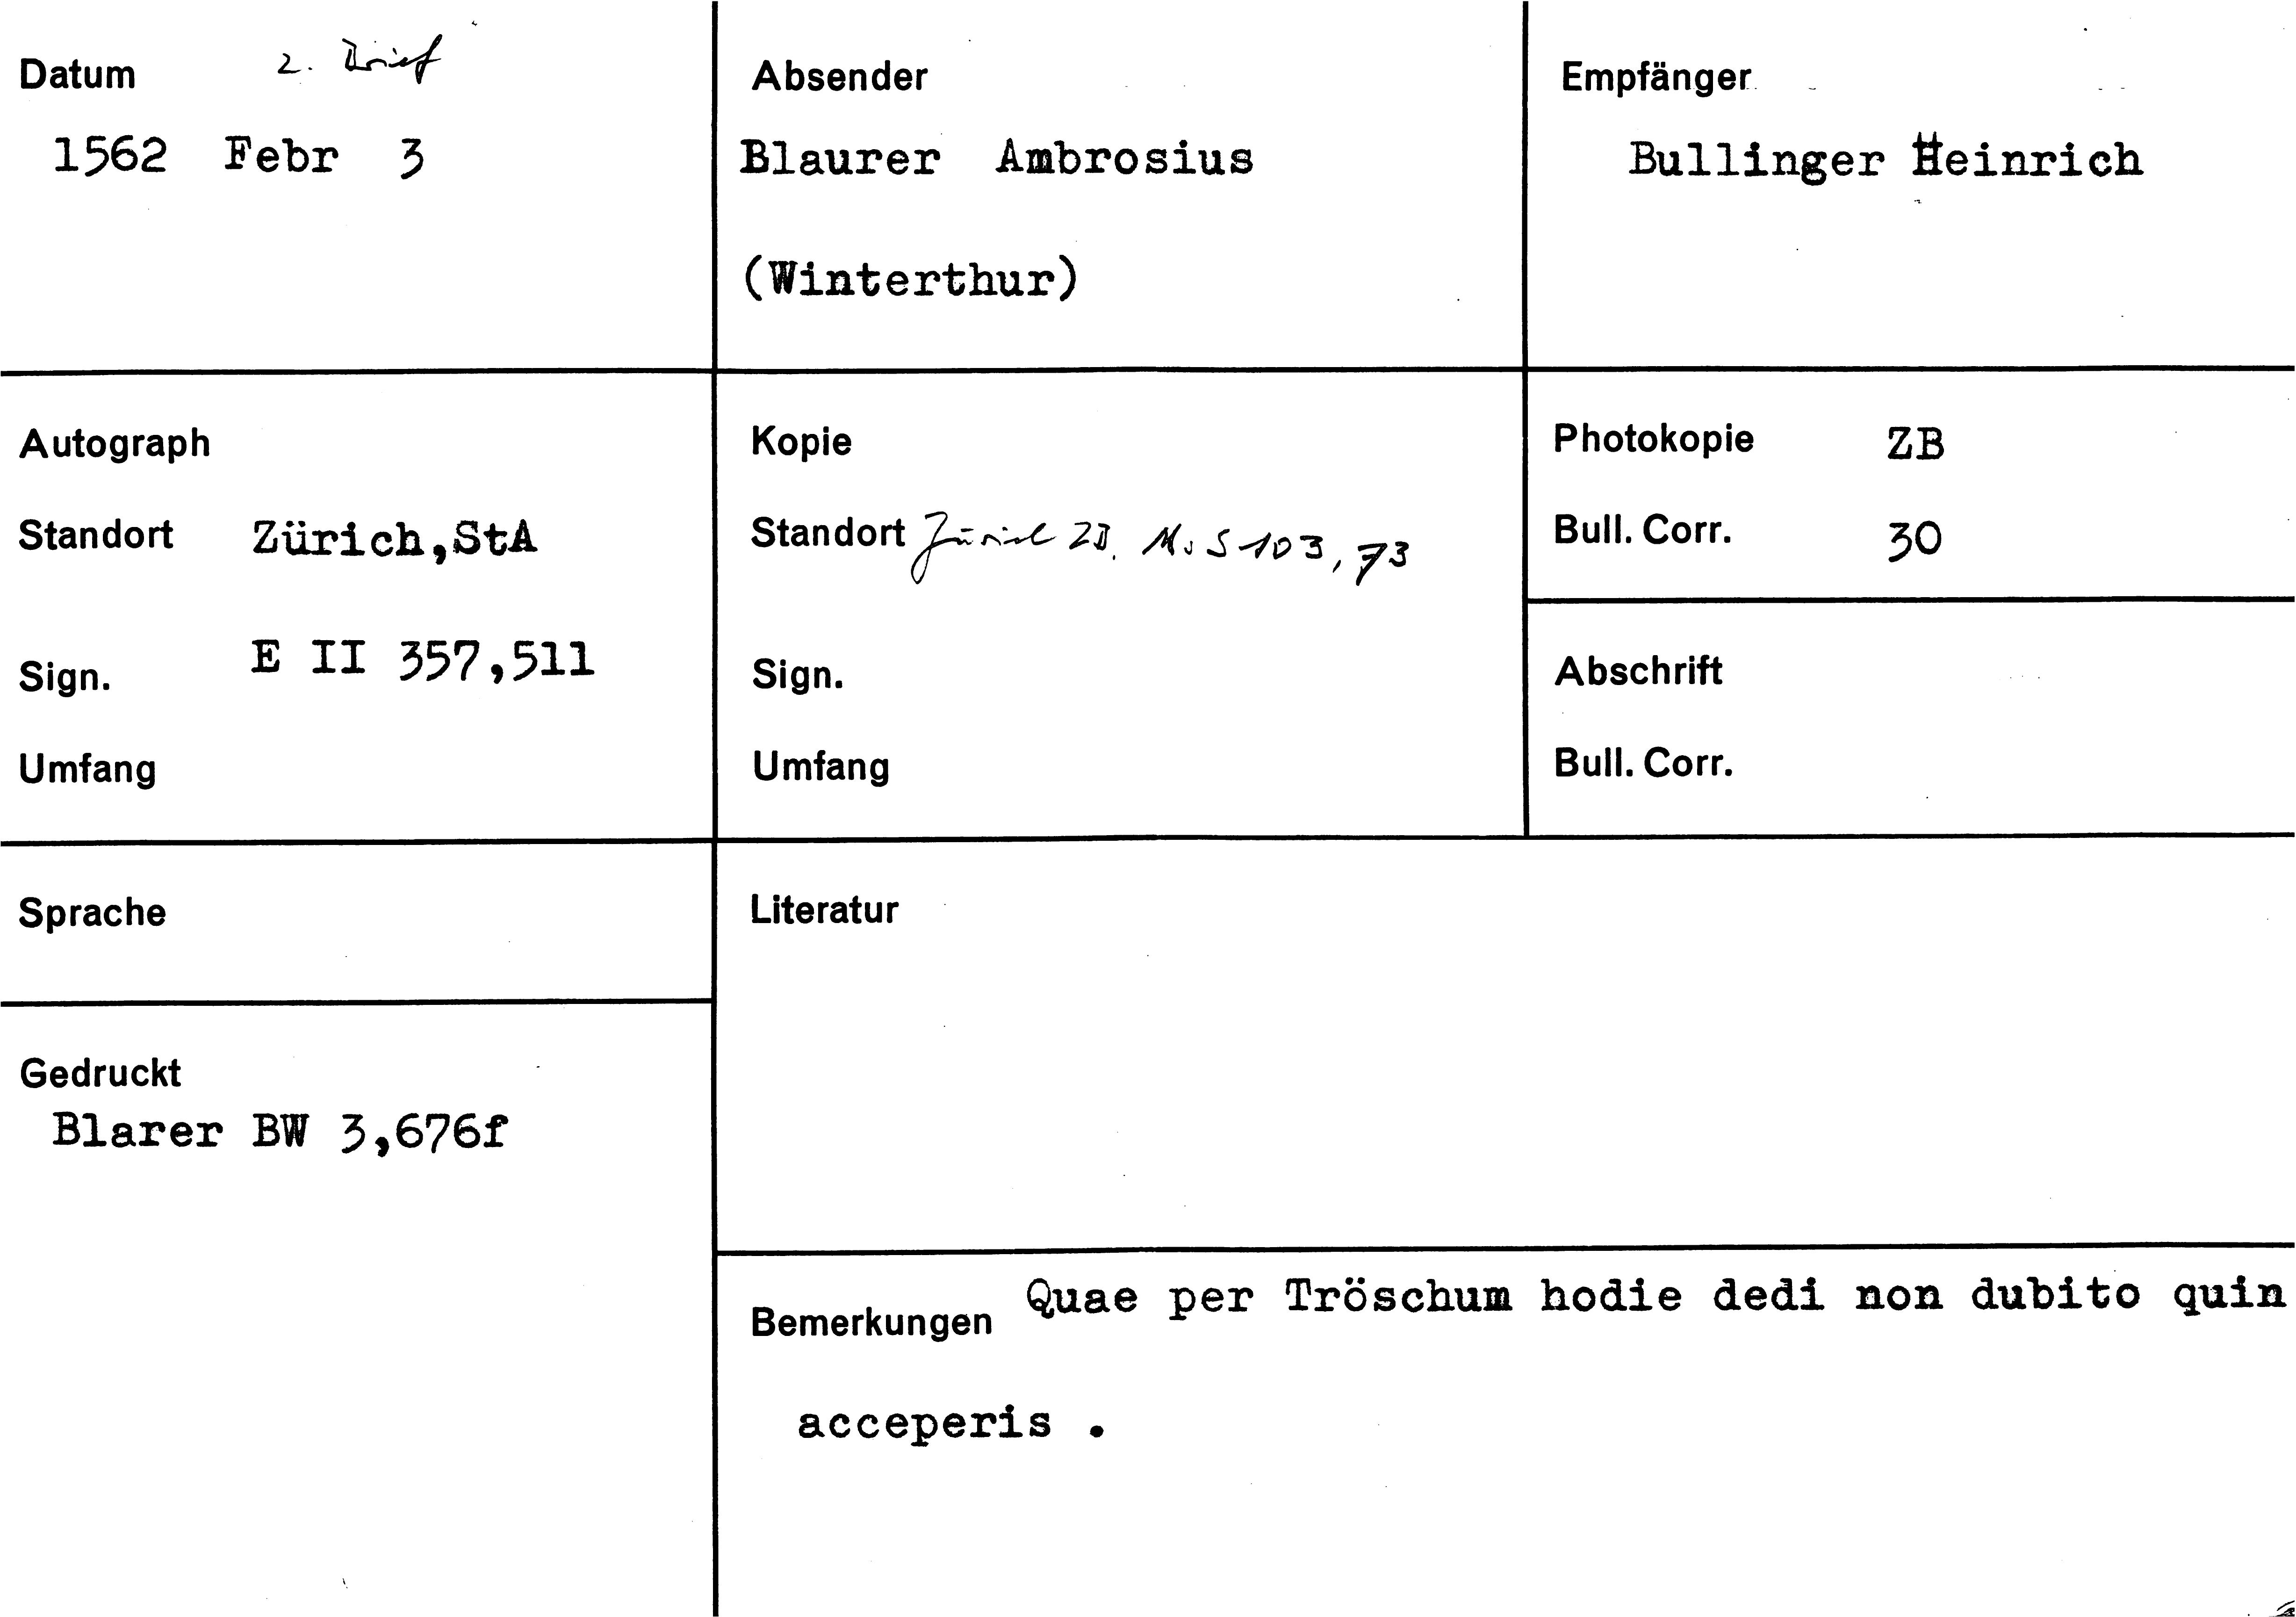 Datum 2. Brief
1562 Febr 3
Absender
Blaurer Ambrosius
(Winterthur)
Empfänger
Bullinger Heinrich
Autograph
Standort Zürich,StA
Sign. E II 357,511
Umfang
Kopie
Standort Zürich ZB. Ms S 103, 73
Sign.
Umfang
Photokopie ZB
Bull. Corr. 30
Abschrift
Bull. Corr.
Sprache
Literatur
Gedruckt
Blarer BW 3,676f
Bemerkungen Quae per Tröschum hodie dedi non dubito quin
acceperis .